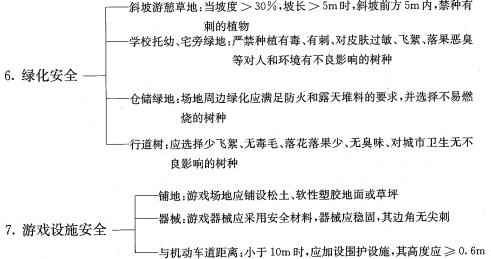 斜坡游憩草地:当坡度>30%,坡长>5m时,斜坡前方5m内,禁种有
刺的植物
学校托幼、宅旁绿地:严禁种植有毒、有刺、对皮肤过敏、飞絮、落果恶臭
等对人和环境有不良影响的树种
6. 绿化安全
仓储绿地:场地周边绿化应满足防火和露天堆料的要求,并选择不易燃
烧的树种
行道树:应选择少飞絮、无毒毛、落花落果少、无臭味、对城市卫生无不
良影响的树种
铺地:游戏场地应铺设松土、软性塑胶地面或草坪
器械:游戏器械应采用安全材料,器械应稳固,其边角无尖刺
7. 游戏设施安全
与机动车道距离:小于10m时,应加设围护设施,其高度应≥0.6m